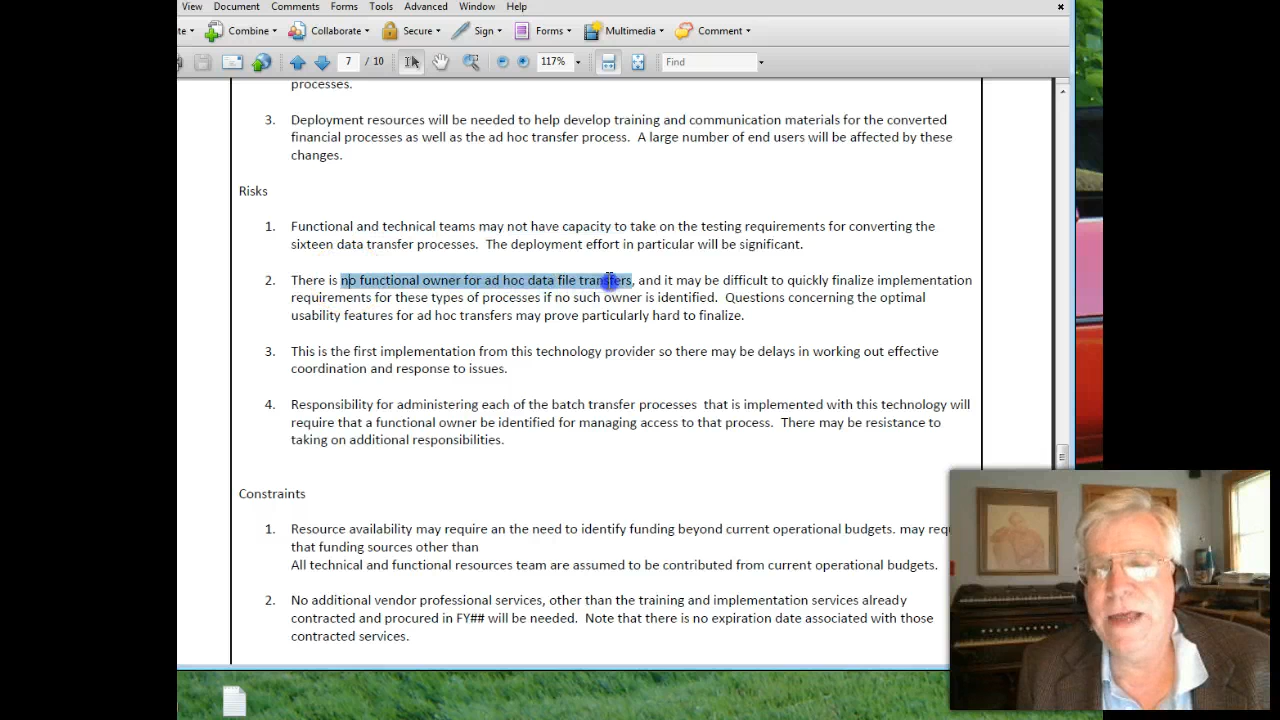 View Document Comments Forms Tools Advanced Window Help
Combine Collaborate Secure Sign Forms Multimedia Comment
7 / 10 117% Find
processes.
3. Deployment resources will be needed to help develop training and communication materials for the converted
financial processes as well as the ad hoc transfer process. A large number of end users will be affected by these
changes.
Risks
1. Functional and technical teams may not have capacity to take on the testing requirements for converting the
sixteen data transfer processes. The deployment effort in particular will be significant.
2. There is no functional owner for ad hoc data file transfers, and it may be difficult to quickly finalize implementation
requirements for these types of processes if no such owner is identified. Questions concerning the optimal
usability features for ad hoc transfers may prove particularly hard to finalize.
3. This is the first implementation from this technology provider so there may be delays in working out effective
coordination and response to issues.
4. Responsibility for administering each of the batch transfer processes that is implemented with this technology will
require that a functional owner be identified for managing access to that process. There may be resistance to
taking on additional responsibilities.
Constraints
1. Resource availability may require an the need to identify funding beyond current operational budgets. may requ
that funding sources other than
All technical and functional resources team are assumed to be contributed from current operational budgets.
2. No additional vendor professional services, other than the training and implementation services already
contracted and procured in FY## will be needed. Note that there is no expiration date associated with those
contracted services.